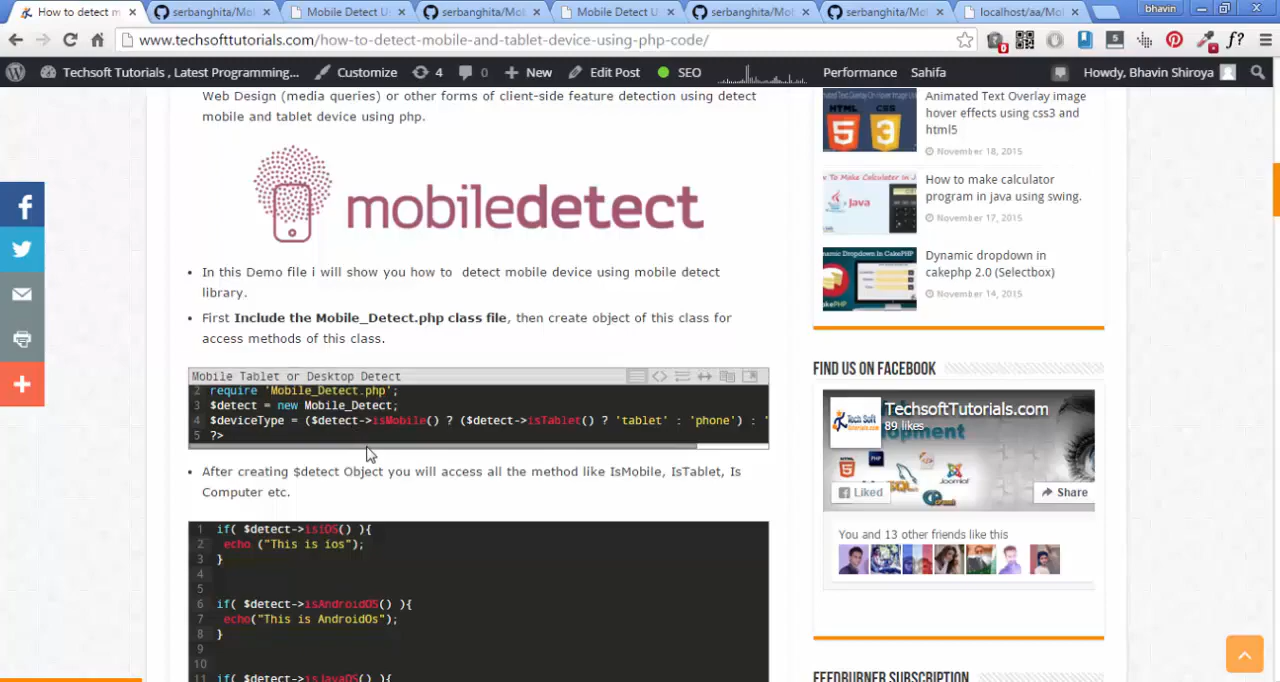 How to detect m
serbanghita/Mol
Mobile Detect U
serbanghita/Mol
Mobile Detect U
serbanghita/Mol
serbanghita/Mol
localhost/aa/Mol
bhavin
www.techsofttutorials.com/how-to-detect-mobile-and-tablet-device-using-php-code/
Techsoft Tutorials , Latest Programming...
Customize
4
0
New
Edit Post
SEO
Performance
Sahifa
Howdy, Bhavin Shiroya
Web Design (media queries) or other forms of client-side feature detection using detect
mobile and tablet device using php.
mobiledetect
• In this Demo file i will show you how to detect mobile device using mobile detect
library.
• First Include the Mobile_Detect.php class file, then create object of this class for
access methods of this class.
Mobile Tablet or Desktop Detect
2 require 'Mobile_Detect.php';
3 $detect = new Mobile_Detect;
4 $deviceType = ($detect->isMobile() ? ($detect->isTablet() ? 'tablet' : 'phone') : '
5 ?>
• After creating $detect Object you will access all the method like IsMobile, IsTablet, Is
Computer etc.
1 if( $detect->isiOS() ){
2 echo ("This is ios");
3 }
4
5
6 if( $detect->isAndroidOS() ){
7 echo("This is AndroidOs");
8 }
9
10
11 if( $detect->isJavaOS() ){
Animated Text Overlay image
hover effects using css3 and
html5
November 18, 2015
How to make calculator
program in java using swing.
November 17, 2015
Dynamic dropdown in
cakephp 2.0 (Selectbox)
November 14, 2015
FIND US ON FACEBOOK
TechsoftTutorials.com
89 likes
Liked
Share
You and 13 other friends like this
FEEDBURNER SUBSCRIPTION